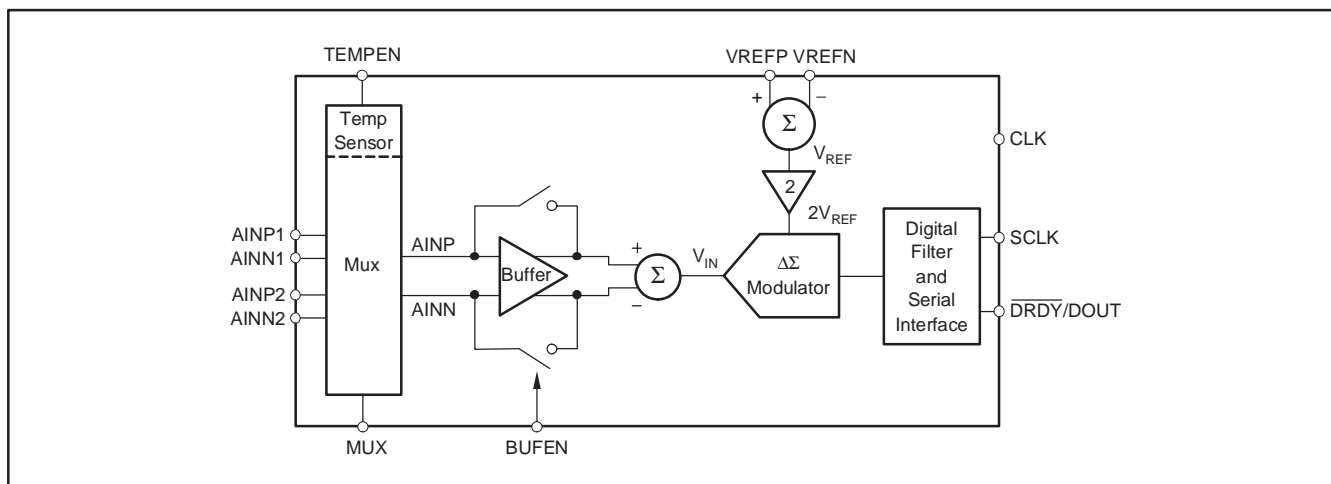 TEMPEN
VREFP VREFN
+ −
Temp
Sensor
Σ
CLK
V_REF
2
2V_REF
AINP1
AINN1
AINP2
AINN2
Mux
AINP
AINN
Buffer
+
Σ
−
V_IN
ΔΣ
Modulator
Digital
Filter
and
Serial
Interface
SCLK
D̅R̅D̅Y̅/DOUT
MUX
BUFEN